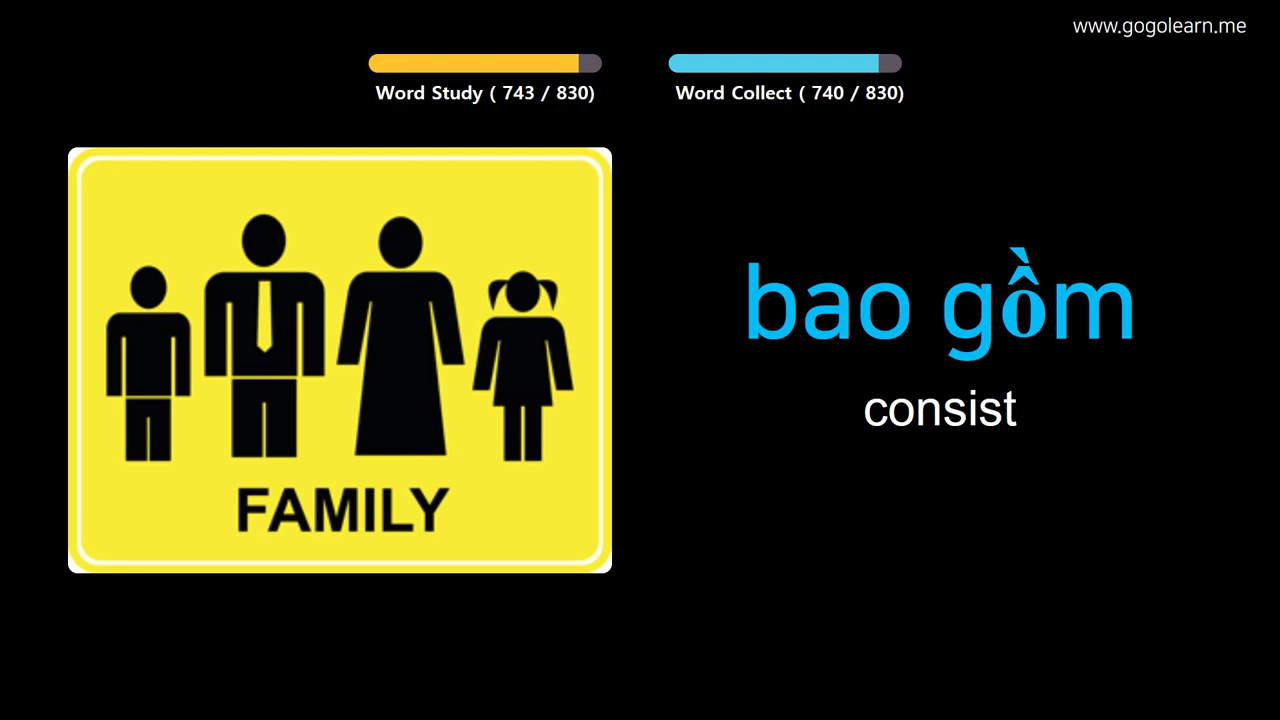 www.gogolearn.me
Word Study ( 743 / 830)
Word Collect ( 740 / 830)
FAMILY
bao gồm
consist